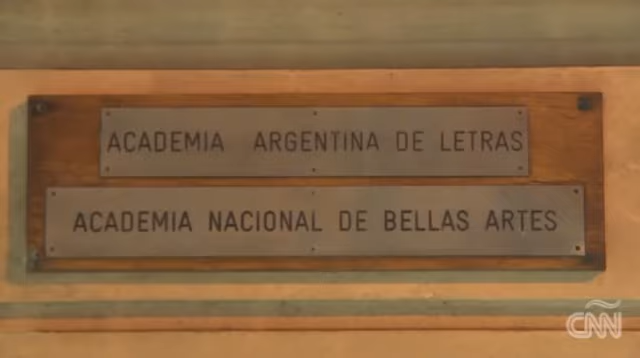 ACADEMIA ARGENTINA DE LETRAS
ACADEMIA NACIONAL DE BELLAS ARTES
CNN